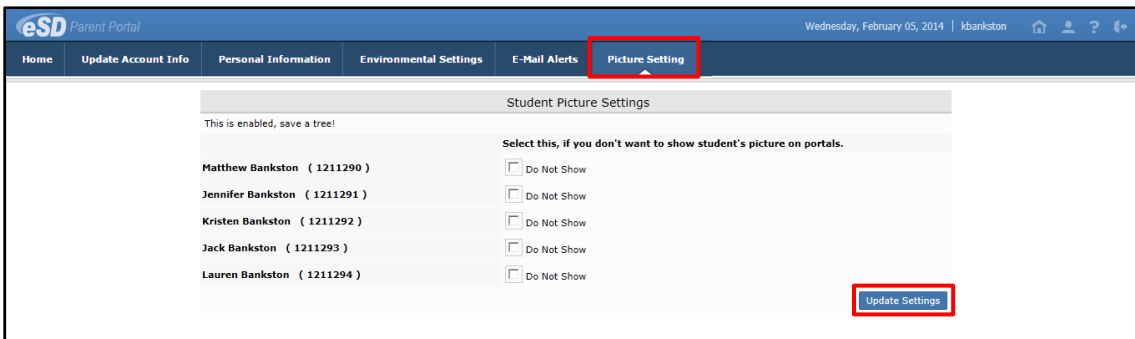 eSD Parent Portal Wednesday, February 05, 2014 | kbankston ?
Home Update Account Info Personal Information Environmental Settings E-Mail Alerts Picture Setting
Student Picture Settings
This is enabled, save a tree!
Select this, if you don't want to show student's picture on portals.
Matthew Bankston ( 1211290 ) Do Not Show
Jennifer Bankston ( 1211291 ) Do Not Show
Kristen Bankston ( 1211292 ) Do Not Show
Jack Bankston ( 1211293 ) Do Not Show
Lauren Bankston ( 1211294 ) Do Not Show
Update Settings